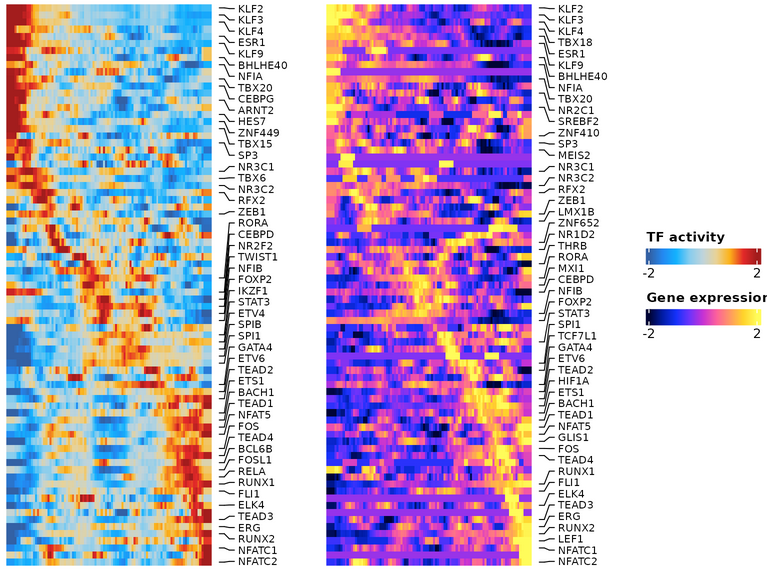 KLF2
KLF3
KLF4
ESR1
KLF9
BHLHE40
NFIA
TBX20
CEBPG
ARNT2
HES7
ZNF449
TBX15
SP3
NR3C1
TBX6
NR3C2
RFX2
ZEB1
RORA
CEBPD
NR2F2
TWIST1
NFIB
FOXP2
IKZF1
STAT3
ETV4
SPIB
SPI1
GATA4
ETV6
TEAD2
ETS1
BACH1
TEAD1
NFAT5
FOS
TEAD4
BCL6B
FOSL1
RELA
RUNX1
FLI1
ELK4
TEAD3
ERG
RUNX2
NFATC1
NFATC2
KLF2
KLF3
KLF4
TBX18
ESR1
KLF9
BHLHE40
NFIA
TBX20
NR2C1
SREBF2
ZNF410
SP3
MEIS2
NR3C1
NR3C2
RFX2
ZEB1
LMX1B
ZNF652
NR1D2
THRB
RORA
MXI1
CEBPD
NFIB
FOXP2
STAT3
SPI1
TCF7L1
GATA4
ETV6
TEAD2
HIF1A
ETS1
BACH1
TEAD1
NFAT5
GLIS1
FOS
TEAD4
RUNX1
FLI1
ELK4
TEAD3
ERG
RUNX2
LEF1
NFATC1
NFATC2
TF activity
-2 2
Gene expression
-2 2